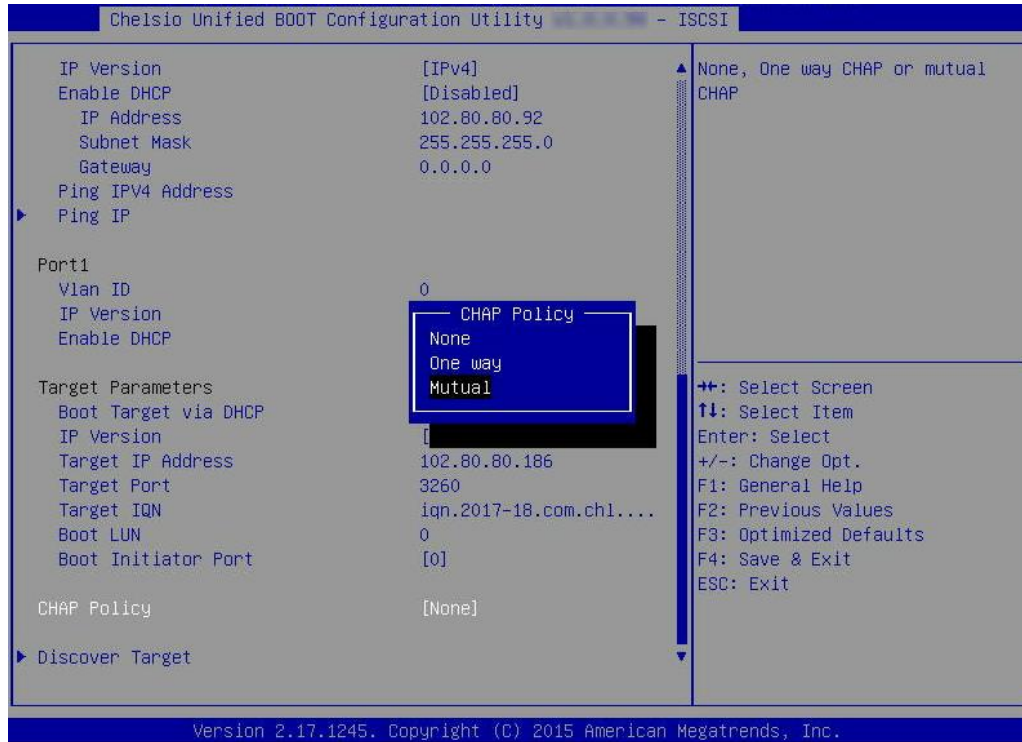 Chelsio Unified BOOT Configuration Utility - ISCSI
IP Version [IPv4]
Enable DHCP [Disabled]
IP Address 102.80.80.92
Subnet Mask 255.255.255.0
Gateway 0.0.0.0
Ping IPV4 Address
Ping IP
Port1
Vlan ID 0
IP Version
Enable DHCP
CHAP Policy
None
One way
Mutual
Target Parameters
Boot Target via DHCP
IP Version [
Target IP Address 102.80.80.186
Target Port 3260
Target IQN iqn.2017-18.com.chl....
Boot LUN 0
Boot Initiator Port [0]
CHAP Policy [None]
Discover Target
None, One way CHAP or mutual
CHAP
→←: Select Screen
↑↓: Select Item
Enter: Select
+/-: Change Opt.
F1: General Help
F2: Previous Values
F3: Optimized Defaults
F4: Save & Exit
ESC: Exit
Version 2.17.1245. Copyright (C) 2015 American Megatrends, Inc.